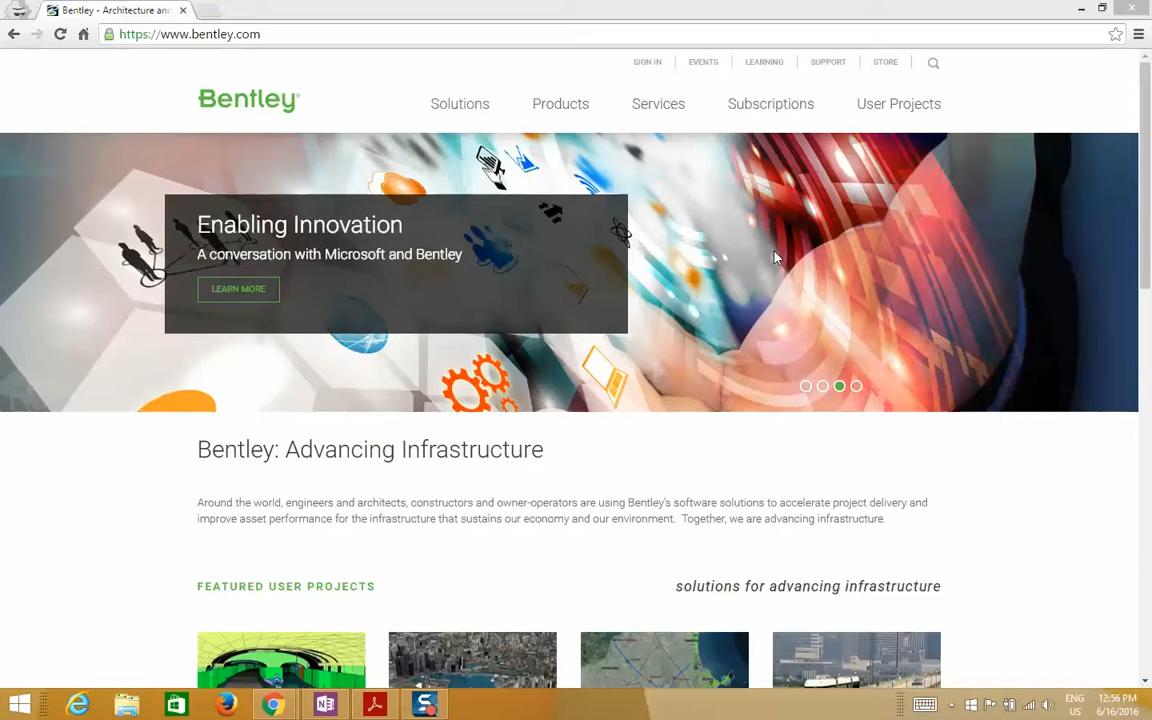 Bentley - Architecture and
https://www.bentley.com
SIGN IN
EVENTS
LEARNING
SUPPORT
STORE
Bentley®
Solutions
Products
Services
Subscriptions
User Projects
Enabling Innovation
A conversation with Microsoft and Bentley
LEARN MORE
Bentley: Advancing Infrastructure
Around the world, engineers and architects, constructors and owner-operators are using Bentley's software solutions to accelerate project delivery and
improve asset performance for the infrastructure that sustains our economy and our environment. Together, we are advancing infrastructure.
FEATURED USER PROJECTS
solutions for advancing infrastructure
ENG
US
12:56 PM
6/16/2016